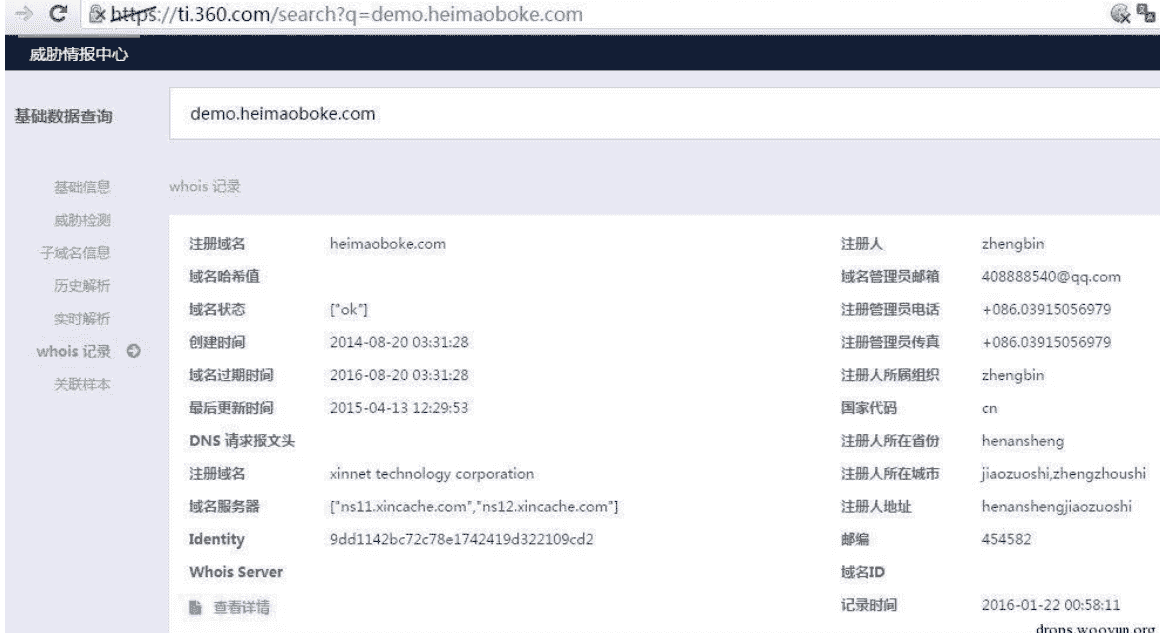 https://ti.360.com/search?q=demo.heimaoboke.com
威胁情报中心
基础数据查询
demo.heimaoboke.com
基础信息
威胁检测
子域名信息
历史解析
实时解析
whois 记录
关联样本
whois 记录
注册域名 heimaoboke.com 注册人 zhengbin
域名哈希值 域名管理员邮箱 408888540@qq.com
域名状态 ["ok"] 注册管理员电话 +086.03915056979
创建时间 2014-08-20 03:31:28 注册管理员传真 +086.03915056979
域名过期时间 2016-08-20 03:31:28 注册人所属组织 zhengbin
最后更新时间 2015-04-13 12:29:53 国家代码 cn
DNS 请求报文头 注册人所在省份 henansheng
注册域名 xinnet technology corporation 注册人所在城市 jiaozuoshi,zhengzhoushi
域名服务器 ["ns11.xincache.com","ns12.xincache.com"] 注册人地址 henanshengjiaozuoshi
Identity 9dd1142bc72c78e1742419d322109cd2 邮编 454582
Whois Server 域名ID
查看详情 记录时间 2016-01-22 00:58:11
drops.wooyun.org